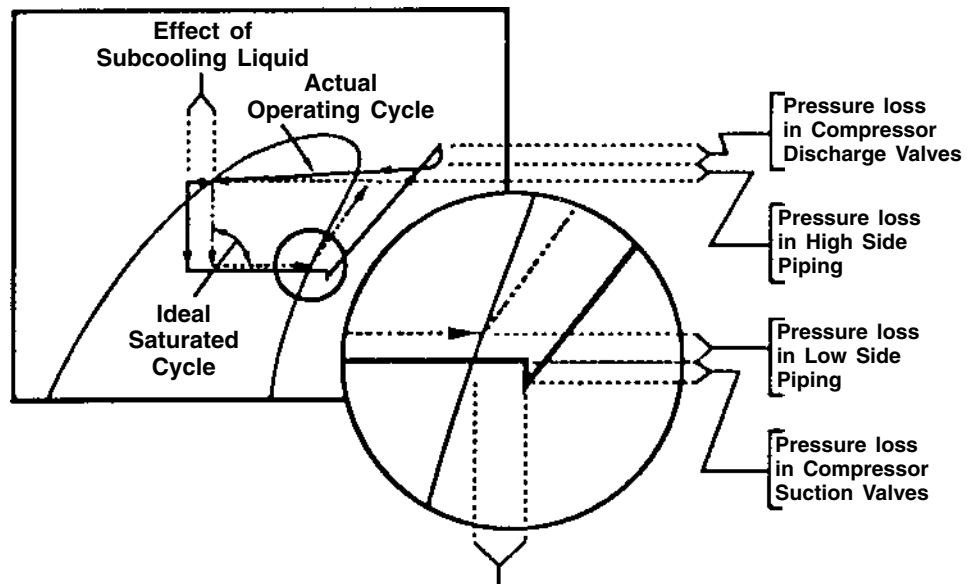 Effect of
Subcooling Liquid
Actual
Operating Cycle
Ideal
Saturated
Cycle
Pressure loss
in Compressor
Discharge Valves
Pressure loss
in High Side
Piping
Pressure loss
in Low Side
Piping
Pressure loss
in Compressor
Suction Valves